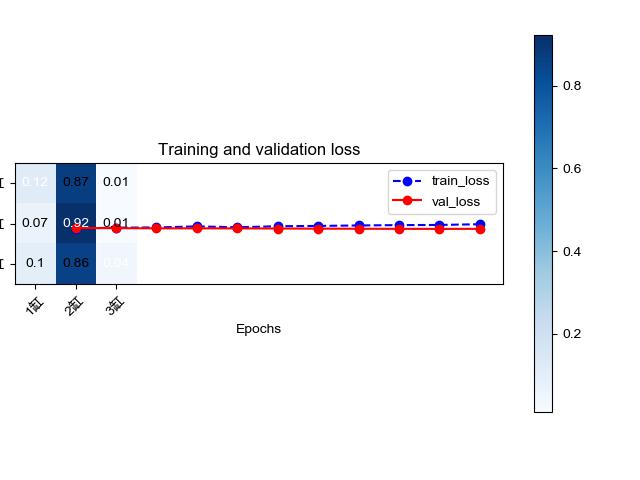 Training and validation loss
train_loss
val_loss
0.12 0.87 0.01
0.07 0.92 0.01
0.1 0.86 0.04
Epochs
0.8
0.6
0.4
0.2